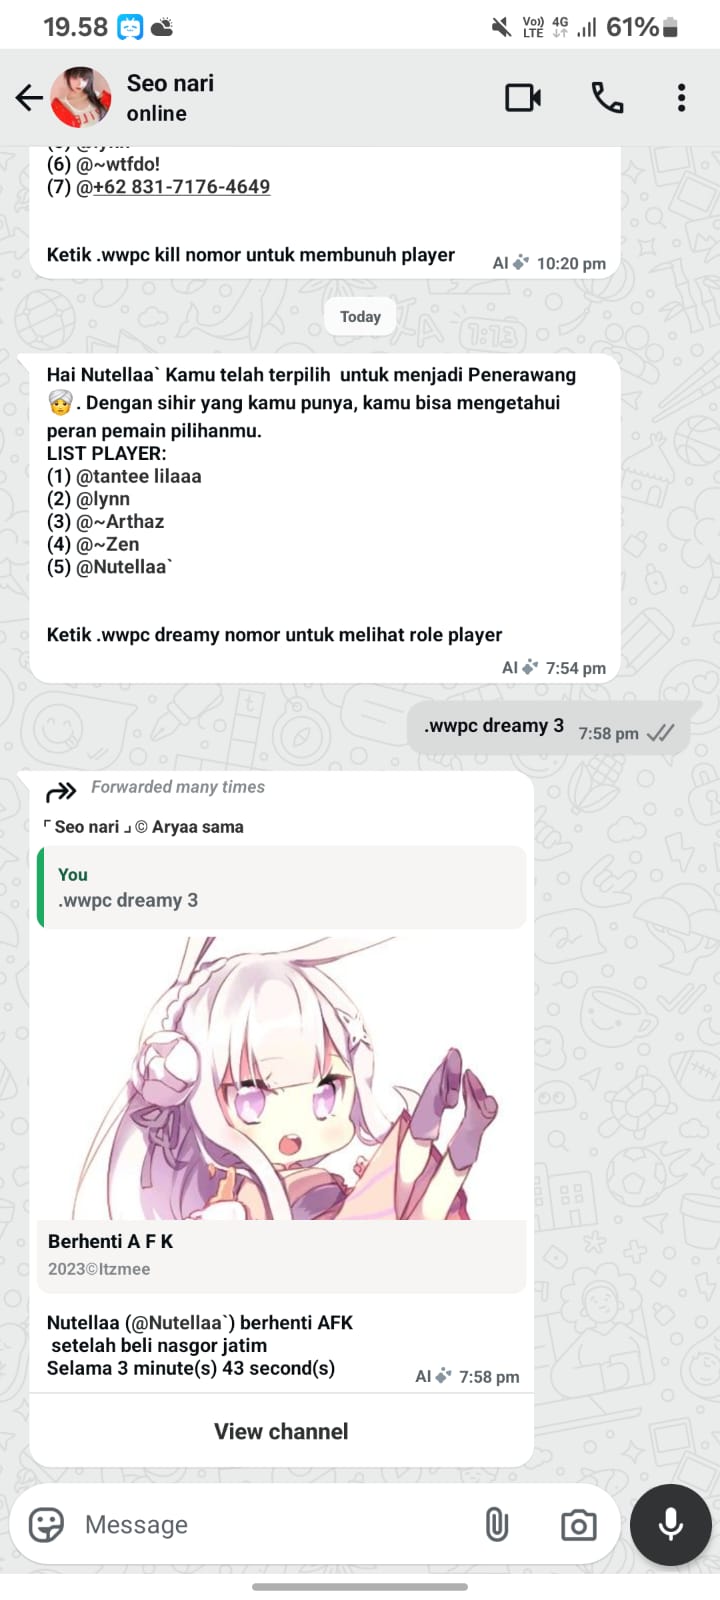 19.58
Vo)) 4G
LTE
61%
Seo nari
online
(6) @~wtfdo!
(7) @+62 831-7176-4649
Ketik .wwpc kill nomor untuk membunuh player
AI 10:20 pm
Today
Hai Nutellaa` Kamu telah terpilih  untuk menjadi Penerawang
👳. Dengan sihir yang kamu punya, kamu bisa mengetahui
peran pemain pilihanmu.
LIST PLAYER:
(1) @tantee lilaaa
(2) @lynn
(3) @~Arthaz
(4) @~Zen
(5) @Nutellaa`
Ketik .wwpc dreamy nomor untuk melihat role player
AI 7:54 pm
.wwpc dreamy 3 7:58 pm
Forwarded many times
「 Seo nari 」© Aryaa sama
You
.wwpc dreamy 3
Berhenti A F K
2023©Itzmee
Nutellaa (@Nutellaa`) berhenti AFK
setelah beli nasgor jatim
Selama 3 minute(s) 43 second(s)
AI 7:58 pm
View channel
Message